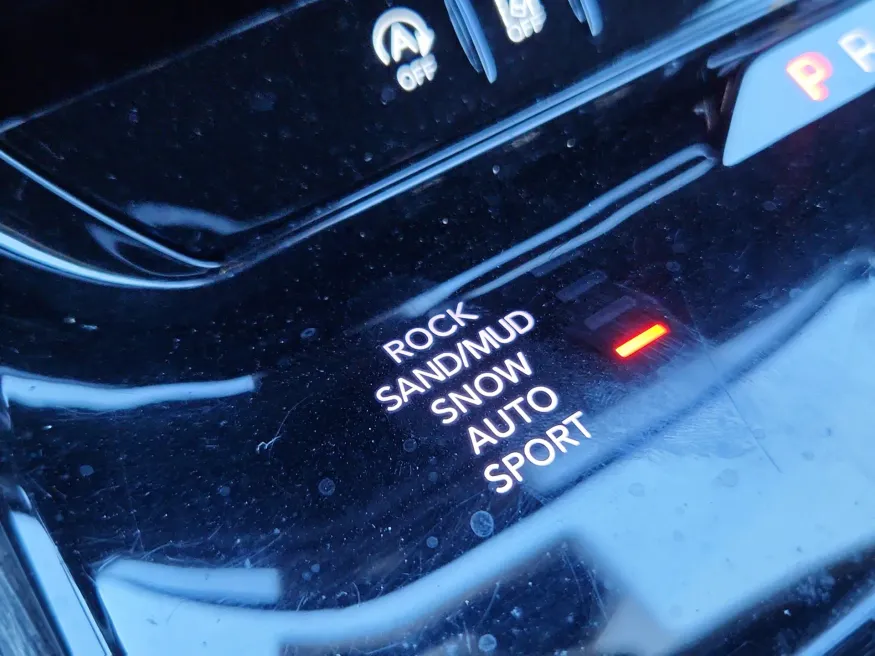 A
OFF
OFF
P R
ROCK
SAND/MUD
SNOW
AUTO
SPORT